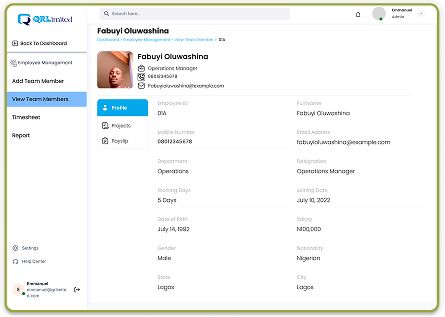 QRLimited
Search here...
Emmanuel
Admin
Back To Dashboard
Employee Management
Add Team Member
View Team Members
Timesheet
Report
Settings
Help Center
Emmanuel
emmanuel@qrlimite
d.com
Fabuyi Oluwashina
Dashboard > Employee Management > View Team Member > 01A
Fabuyi Oluwashina
Operations Manager
08012345678
Fabuyioluwashina@example.com
Profile
Projects
Payslip
Employee ID
Full Name
01A
Fabuyi Oluwashina
Mobile Number
Email Address
08012345678
fabuyioluwashina@example.com
Department
Designation
Operations
Operations Manager
Working Days
Joining Date
5 Days
July 10, 2022
Date of Birth
Salary
July 14, 1992
N100,000
Gender
Nationality
Male
Nigerian
State
City
Lagos
Lagos